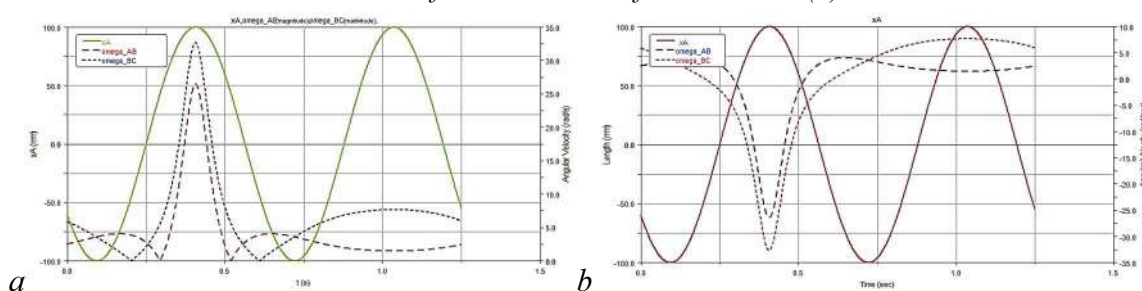 xA,omega_AB(magnitude),omega_BC(magnitude),
xA
omega_AB
omega_BC
100.0
50.0
0.0
-50.0
-100.0
xA (mm)
35.0
30.0
25.0
20.0
15.0
10.0
5.0
0.0
Angular Velocity (rad/s)
0.0
0.5
1.0
1.5
t (s)
a
xA
xA
omega_AB
omega_BC
100.0
50.0
0.0
-50.0
-100.0
Length (mm)
10.0
5.0
0.0
-5.0
-10.0
-15.0
-20.0
-25.0
-30.0
-35.0
0.0
0.5
1.0
1.5
Time (sec)
b